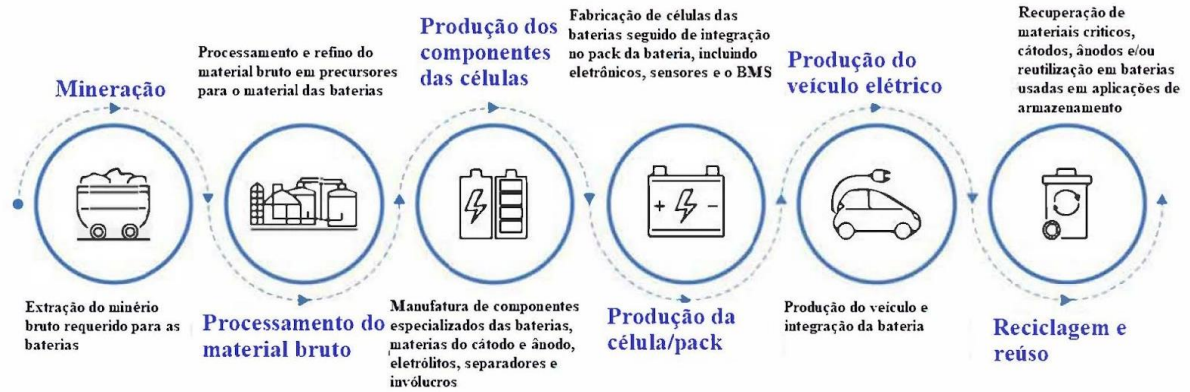 Mineração
Extração do minério
bruto requerido para as
baterias
Processamento e refino do
material bruto em precursores
para o material das baterias
Processamento do
material bruto
Produção dos
componentes
das células
Manufatura de componentes
especializados das baterias,
materias do cátodo e ânodo,
eletrólitos, separadores e
invólucros
Fabricação de células das
baterias seguido de integração
no pack da bateria, incluindo
eletrônicos, sensores e o BMS
+ -
Produção da
célula/pack
Produção do
veículo elétrico
Produção do veículo e
integração da bateria
Recuperação de
materiais criticos,
cátodos, ânodos e/ou
reutilização em baterias
usadas em aplicações de
armazenamento
Reciclagem e
reúso